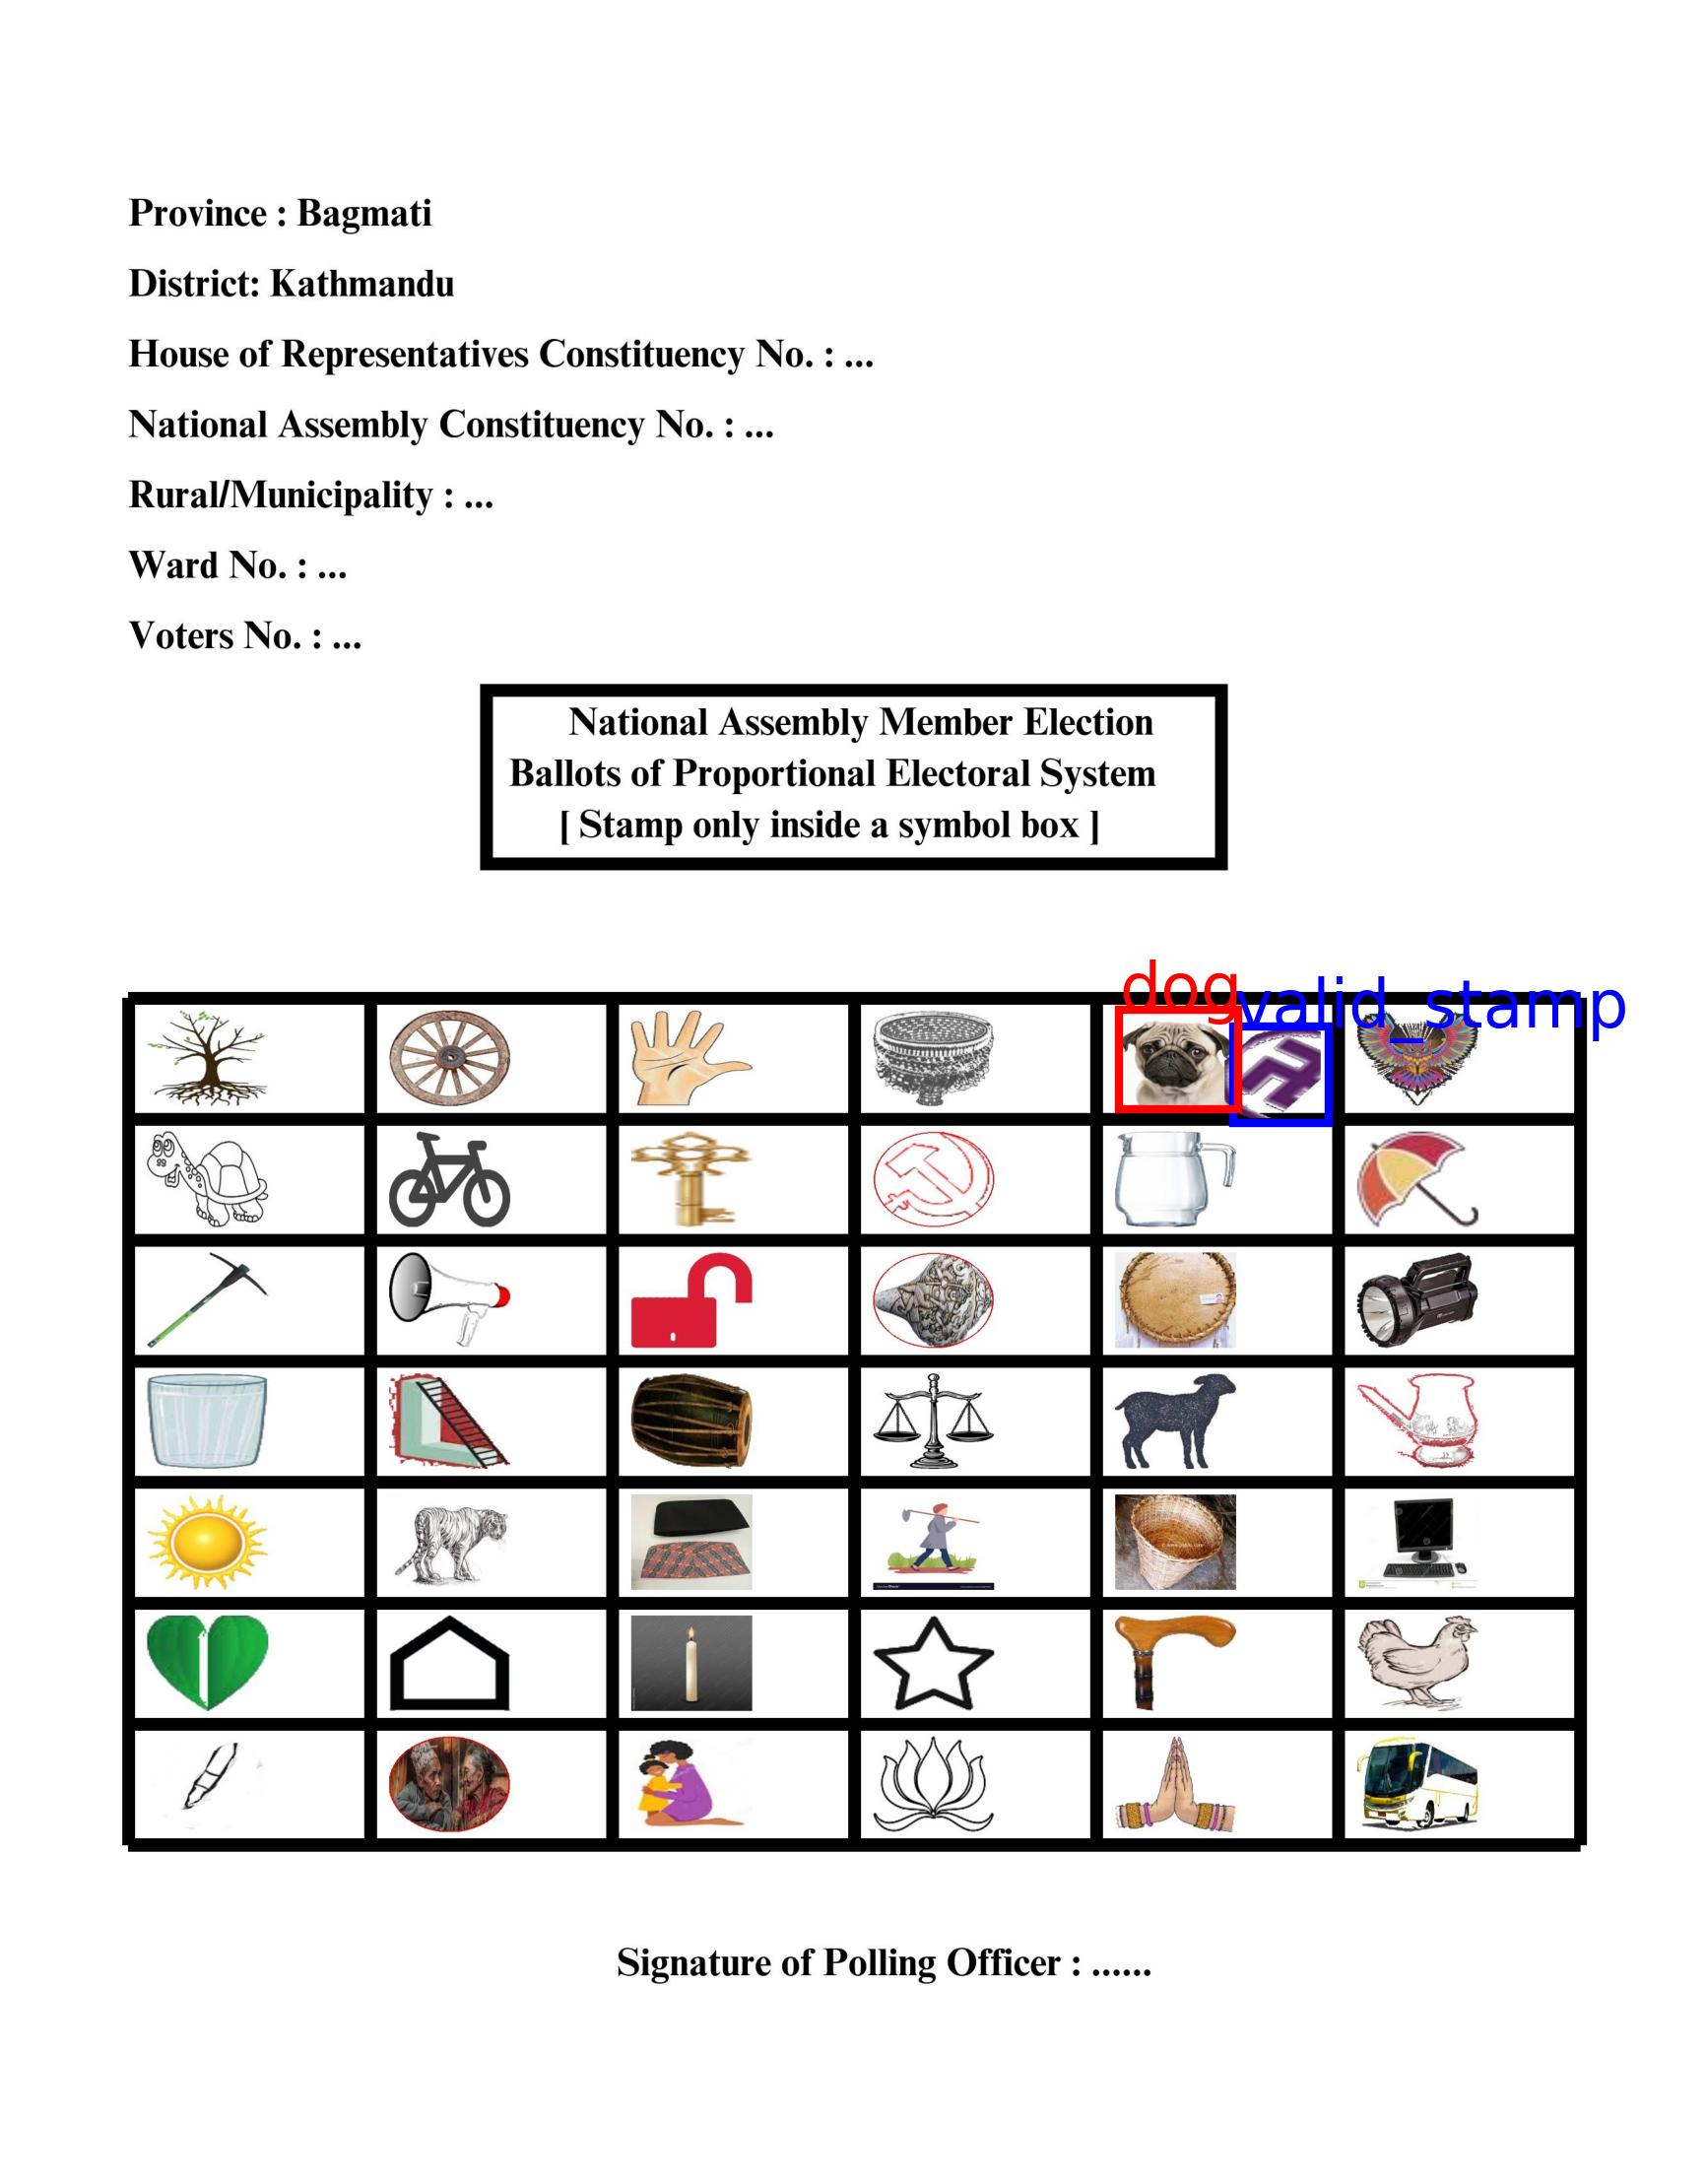 Province : Bagmati
District: Kathmandu
House of Representatives Constituency No. : ...
National Assembly Constituency No. : ...
Rural/Municipality : ...
Ward No. : ...
Voters No. : ...
National Assembly Member Election
Ballots of Proportional Electoral System
[ Stamp only inside a symbol box ]
dog
valid_stamp
Signature of Polling Officer : ......